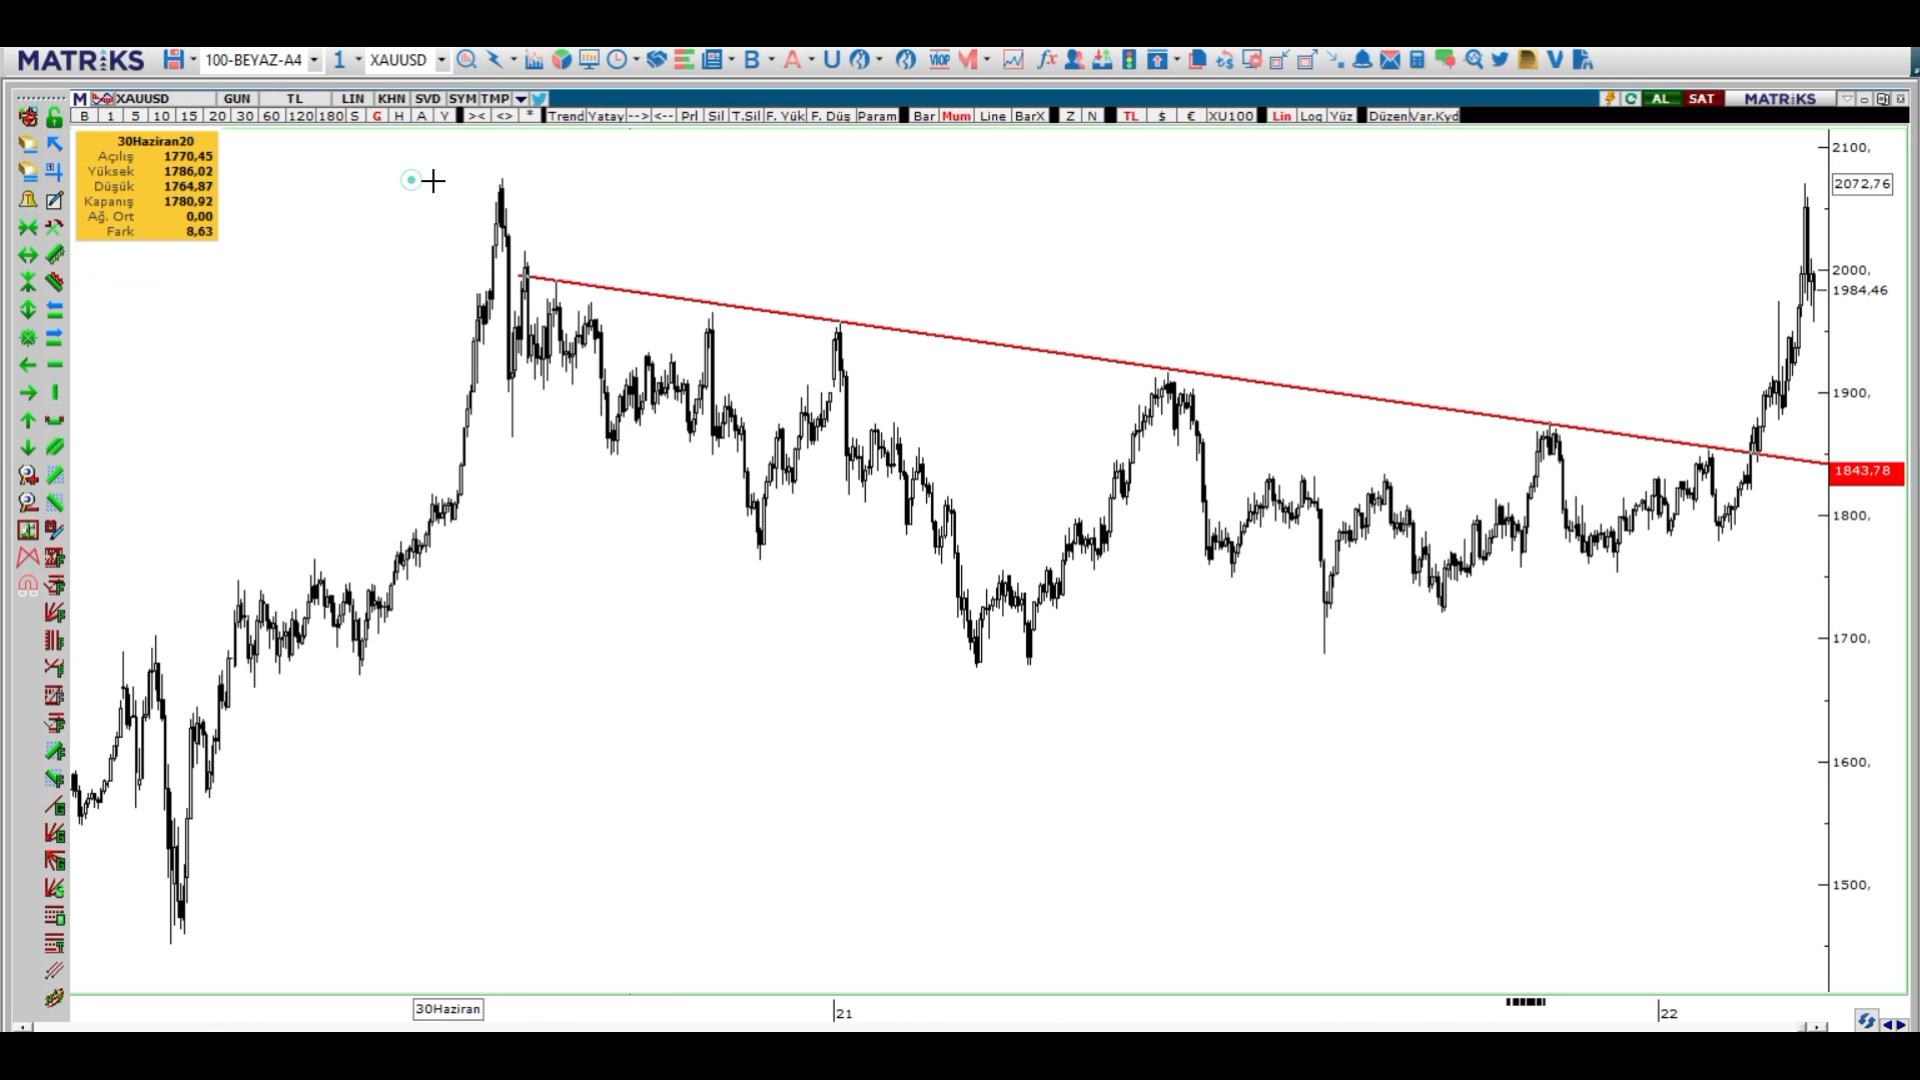 MATRiKS 100-BEYAZ-A4 1 XAUUSD B A U VIOP M fx V
M XAUUSD GUN TL LIN KHN SVD SYM TMP AL SAT MATRiKS
B 1 5 10 15 20 30 60 120 180 S G H A Y >< <> * Trend Yatay --> <-- Prl Sil T.Sil F. Yük F. Düş Param Bar Mum Line BarX Z N TL $ € XU100 Lin Log Yüz Düzen Var.Kyd
30Haziran20
Açılış 1770,45
Yüksek 1786,02
Düşük 1764,87
Kapanış 1780,92
Ağ. Ort 0,00
Fark 8,63
2100,
2072,76
2000,
1984,46
1900,
1843,78
1800,
1700,
1600,
1500,
30Haziran 21 22